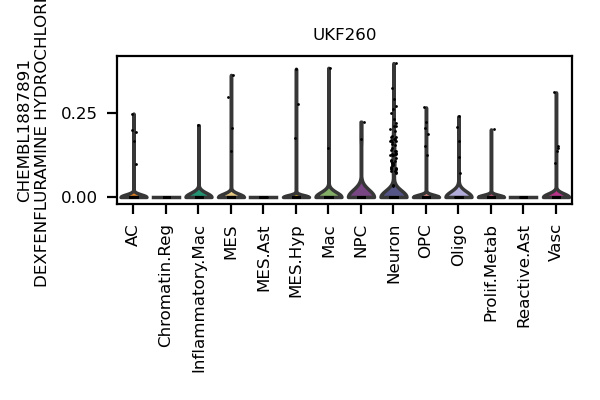 UKF260
CHEMBL1887891
DEXFENFLURAMINE
0.25
0.00
AC
Chromatin.Reg
Inflammatory.Mac
MES
MES.Ast
MES.Hyp
Mac
NPC
Neuron
OPC
Oligo
Prolif.Metab
Reactive.Ast
Vasc